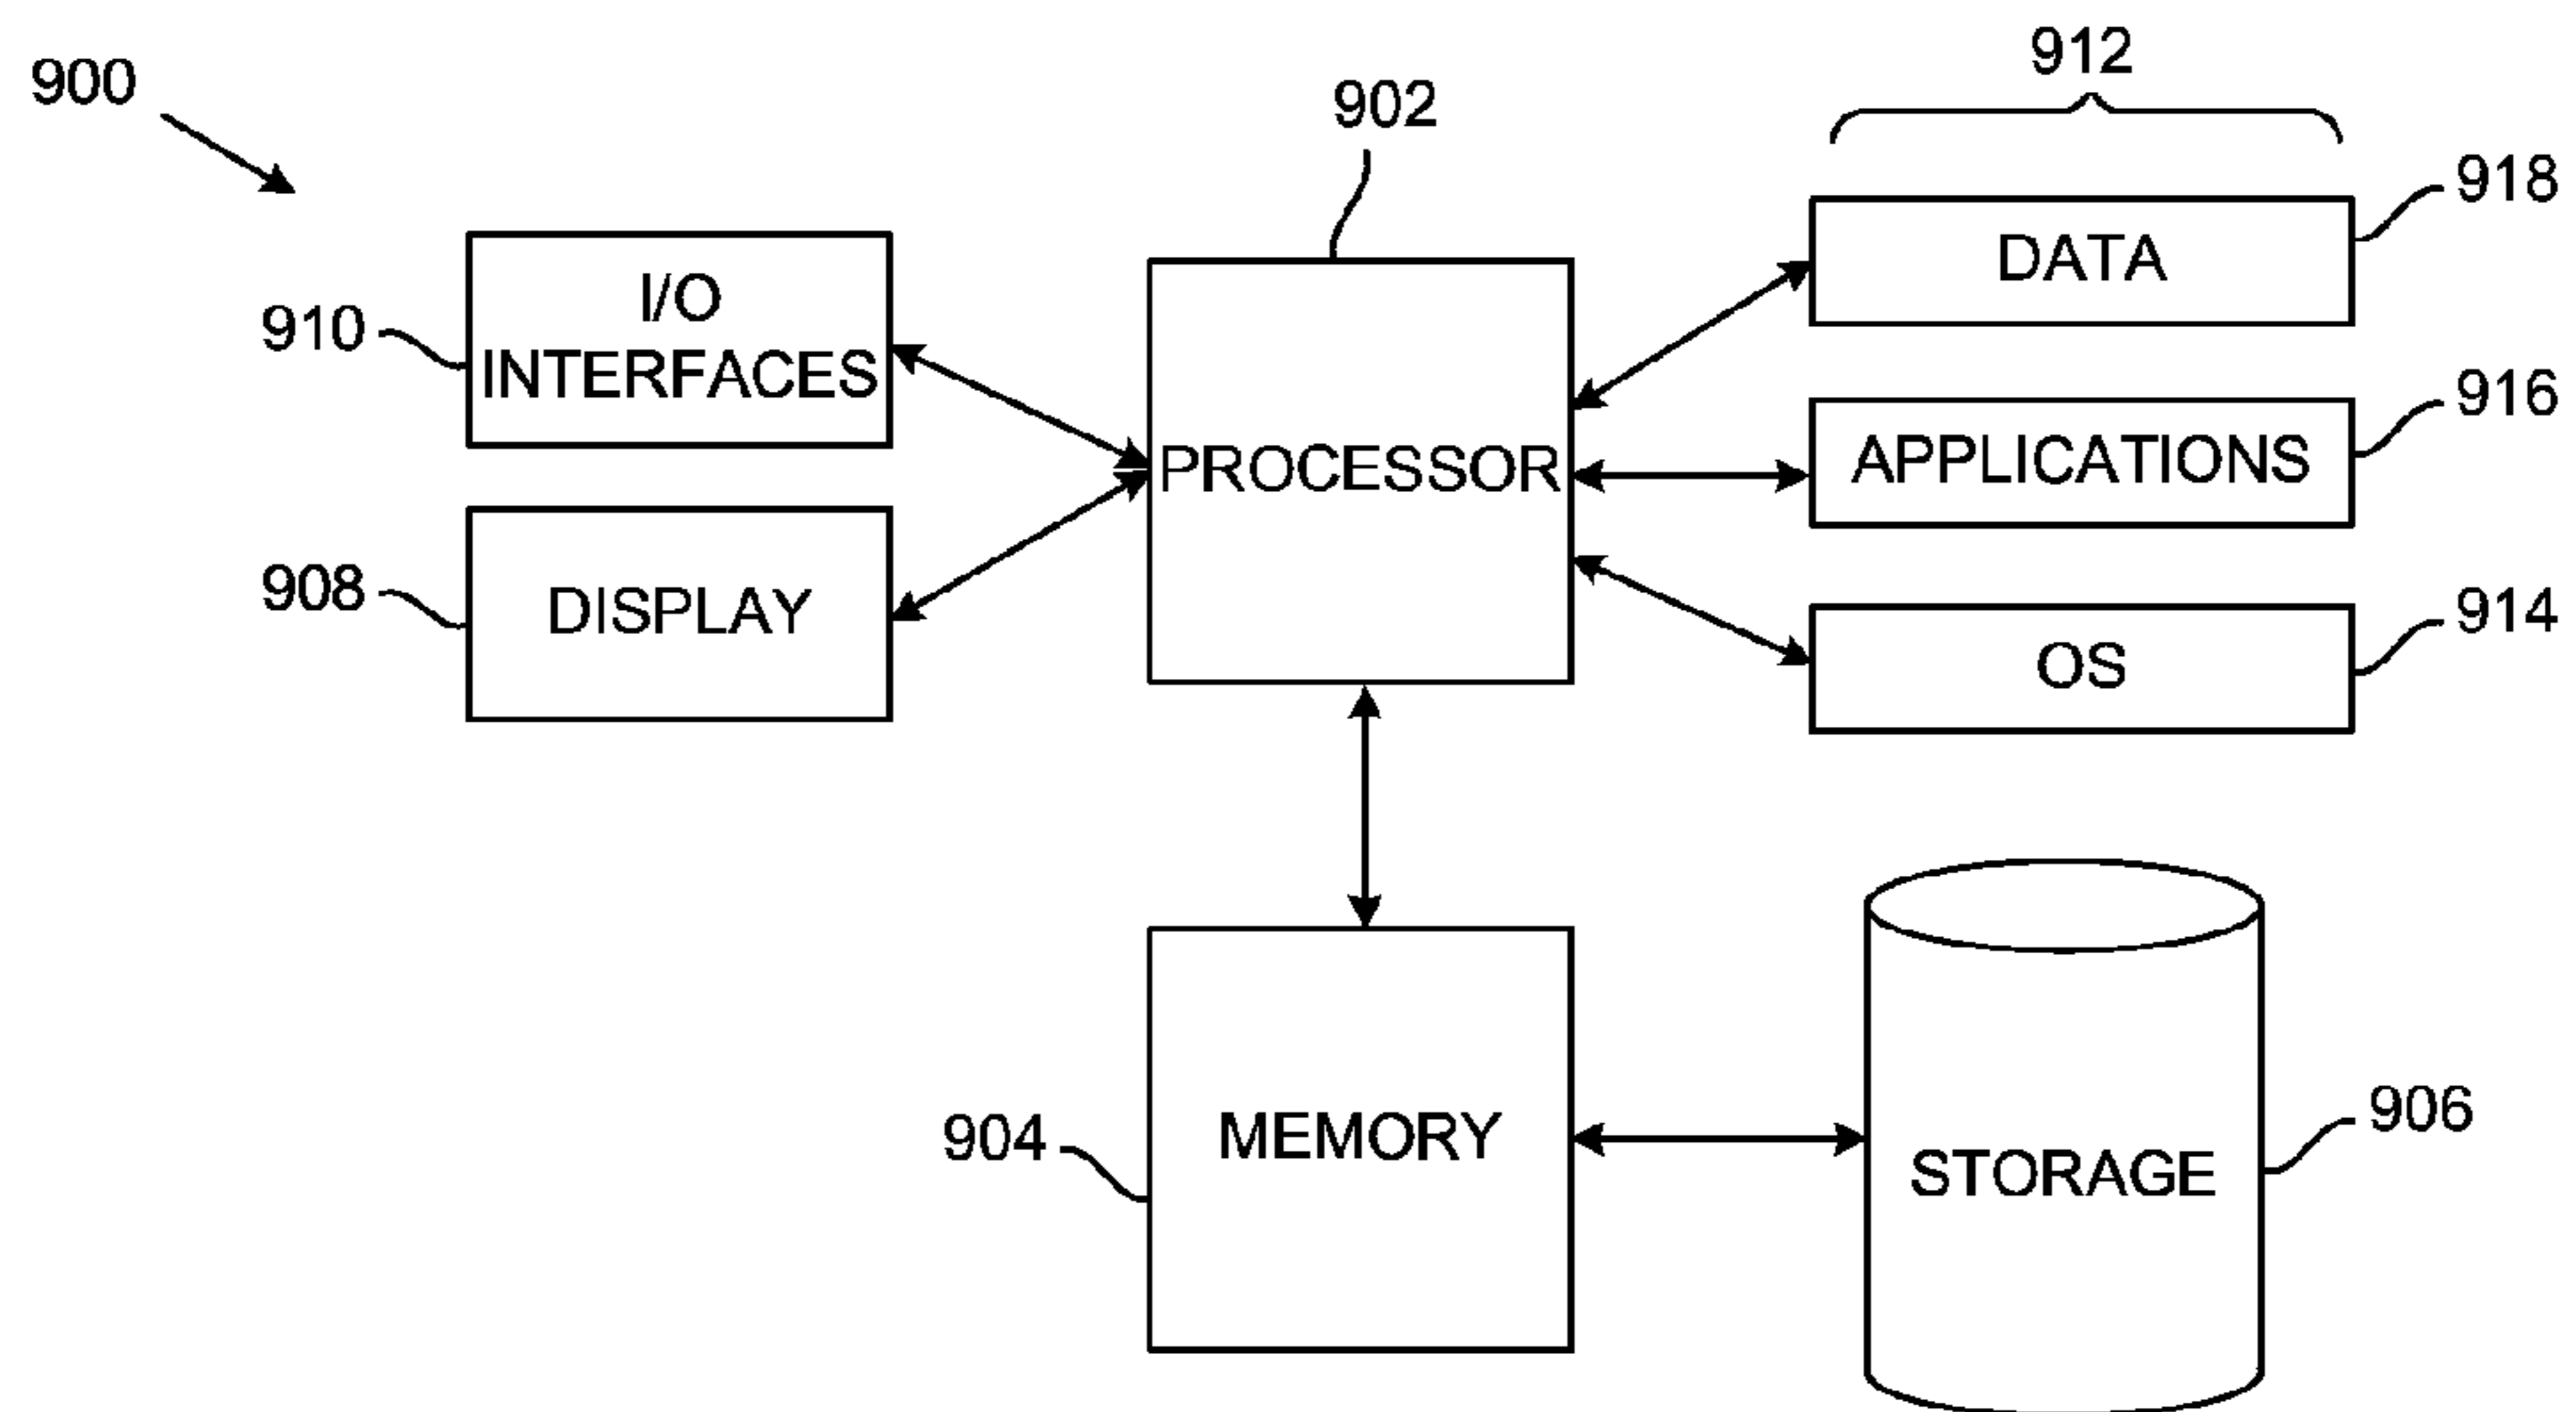 900
902
912
918
DATA
I/O
INTERFACES
910
916
APPLICATIONS
PROCESSOR
908
DISPLAY
914
OS
904
MEMORY
906
STORAGE